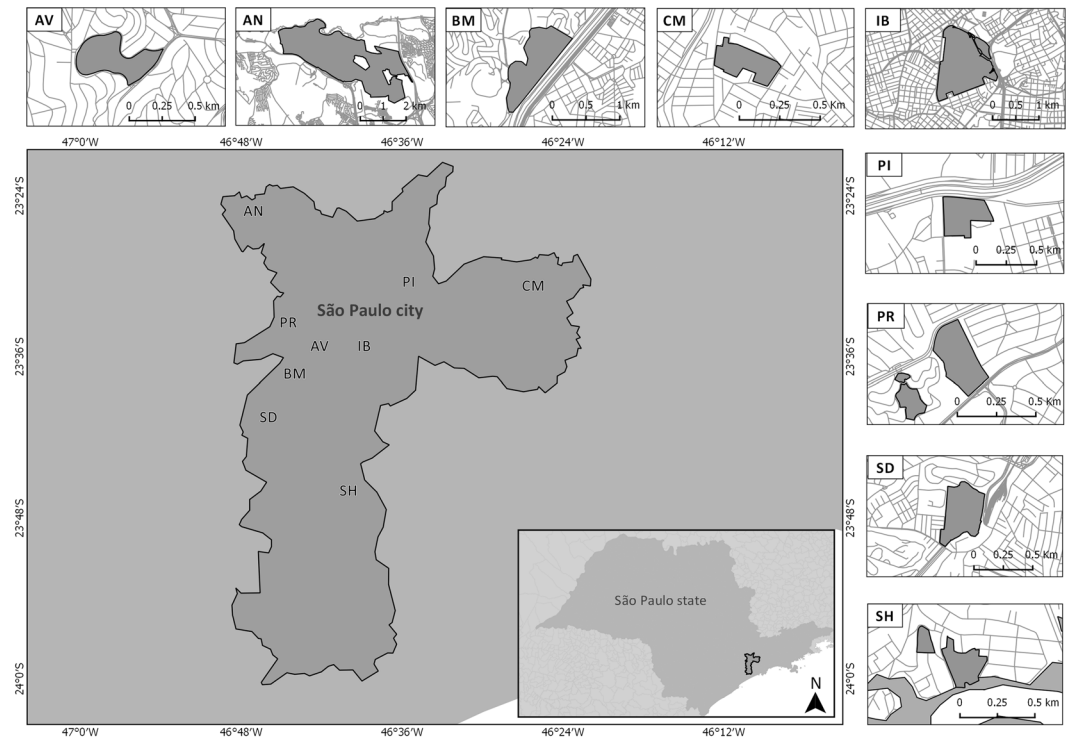 AV
0 0.25 0.5 km
AN
0 1 2 km
BM
0 0.5 1 km
CM
0 0.25 0.5 Km
IB
0 0.5 1 km
47°0'W 46°48'W 46°36'W 46°24'W 46°12'W
23°24'S
23°36'S
23°48'S
24°0'S
AN
PI
CM
São Paulo city
PR
AV IB
BM
SD
SH
São Paulo state
N
23°24'S
23°36'S
23°48'S
24°0'S
47°0'W 46°48'W 46°36'W 46°24'W 46°12'W
PI
0 0.25 0.5 Km
PR
0 0.25 0.5 Km
SD
0 0.25 0.5 Km
SH
0 0.25 0.5 km